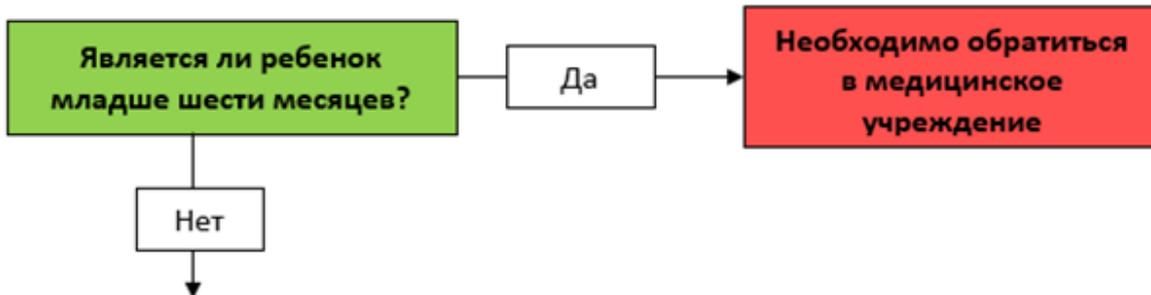 Является ли ребенок
младше шести месяцев?
Да
Необходимо обратиться
в медицинское
учреждение
Нет